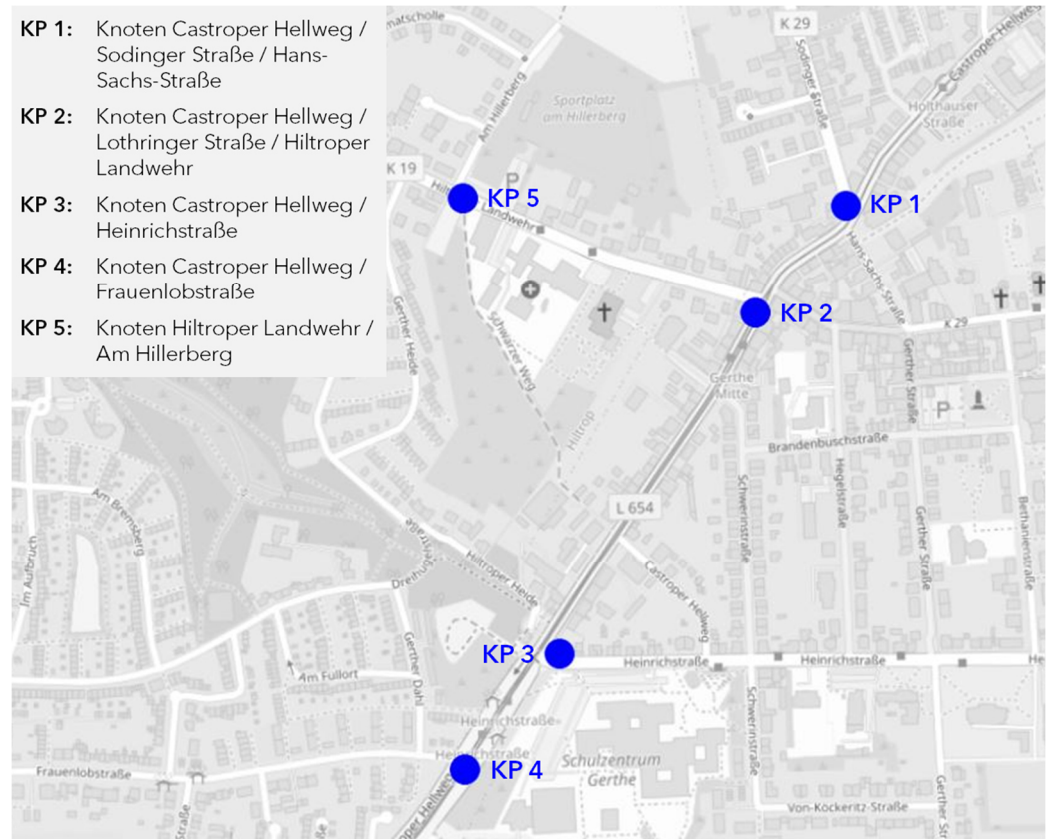 KP 1: Knoten Castroper Hellweg /
Sodinger Straße / Hans-
Sachs-Straße
KP 2: Knoten Castroper Hellweg /
Lothringer Straße / Hiltroper
Landwehr
KP 3: Knoten Castroper Hellweg /
Heinrichstraße
KP 4: Knoten Castroper Hellweg /
Frauenlobstraße
KP 5: Knoten Hiltroper Landwehr /
Am Hillerberg
K 29
Castroper Hellweg
Sodinger Straße
Am Hillerberg
Sportplatz
am Hillerberg
Holthauser
Straße
K 19
P
KP 5
Landwehr
KP 1
Hans-Sachs-Straße
KP 2
K 29
Gerther Heide
Schwarzer Weg
Gerthe
Mitte
Gerther Straße
P
Hiltrop
Brandenbuschstraße
Hegelstraße
Schwerinstraße
L 654
Gerther Straße
Bethanienstraße
Am Bremsberg
Im Aufbruch
Hiltroper Heide
Castroper Hellweg
Gerther Dahl
KP 3
Heinrichstraße
Heinrichstraße
He
Am Fullort
Schwerinstraße
Heinrichstraße
Heinrichstraße
KP 4
Schulzentrum
Gerthe
Frauenlobstraße
Von-Köckeritz-Straße
Gerther